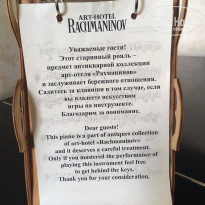 ART-HOTEL
RACHMANINOV
Уважаемые гости!
Этот старинный рояль –
предмет антикварной коллекции
арт-отеля «Рахманинов»
и заслуживает бережного отношения.
Садитесь за клавиши в том случае, если
вы владеете искусством
игры на инструменте.
Благодарим за понимание.
Dear guests!
This piano is a part of antiques collection
of art-hotel «Rachmaninov»
and it deserves a careful treatment.
Only if you mastered the performance of
playing this instrument feel free
to get behind the keys.
Thank you for your consideration.